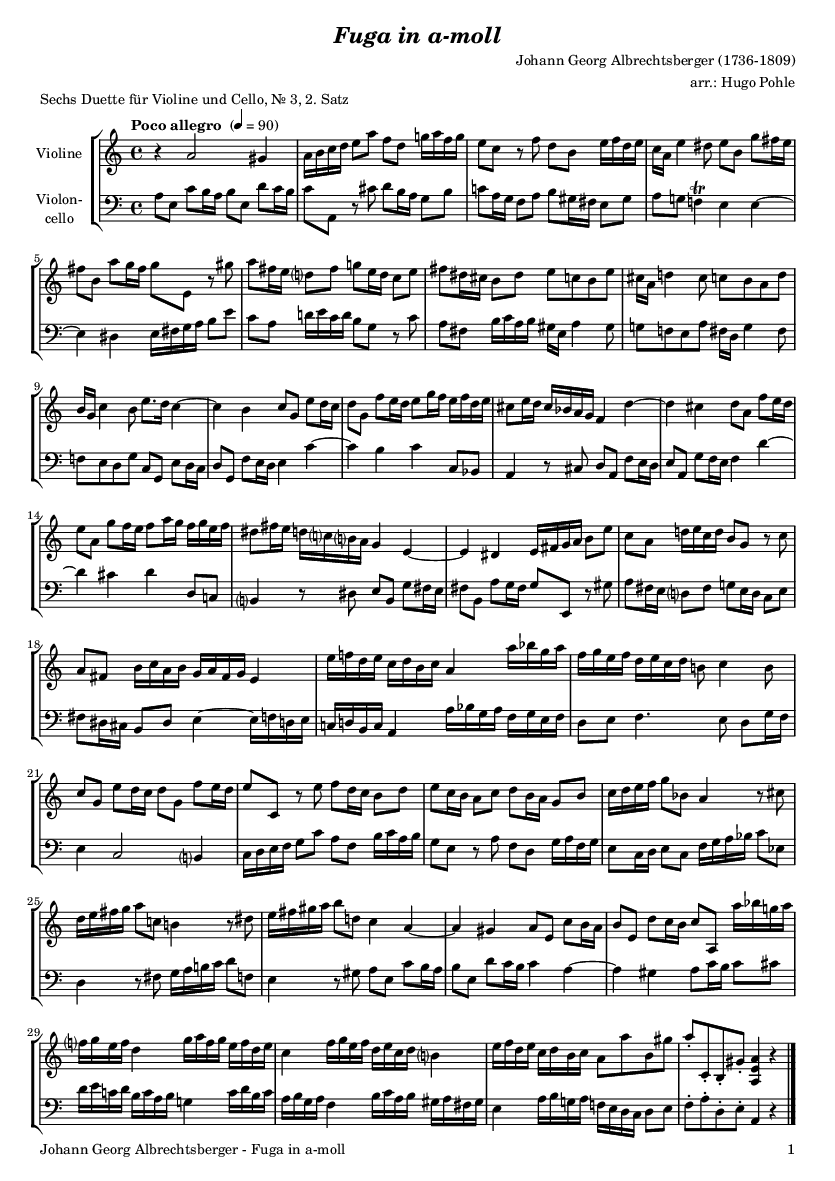 Fuga in a-moll
Johann Georg Albrechtsberger (1736-1809)
arr.: Hugo Pohle
Sechs Duette für Violine und Cello, № 3, 2. Satz
Poco allegro (♩ = 90)
Violine
Violon-
cello
5
9
14
18
21
25
29
Johann Georg Albrechtsberger - Fuga in a-moll 1